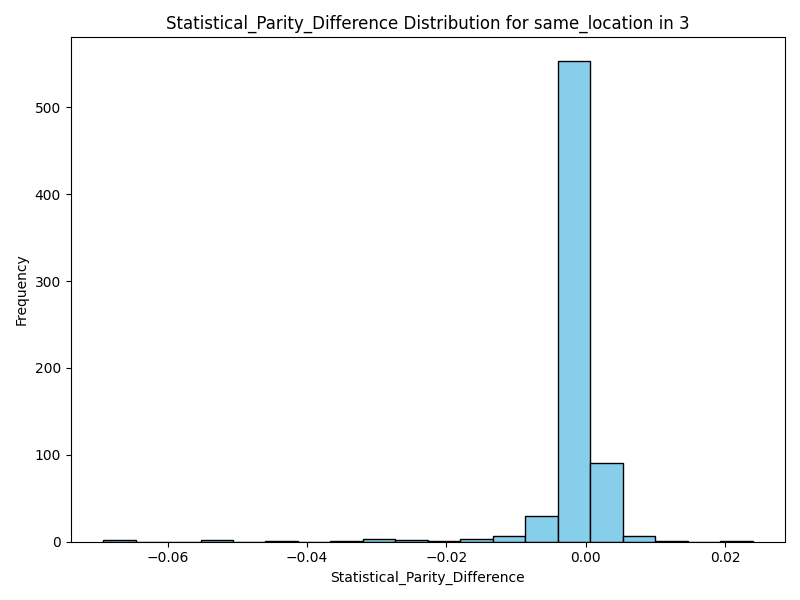 Statistical_Parity_Difference Distribution for same_location in 3
Frequency
500
400
300
200
100
0
−0.06 −0.04 −0.02 0.00 0.02
Statistical_Parity_Difference